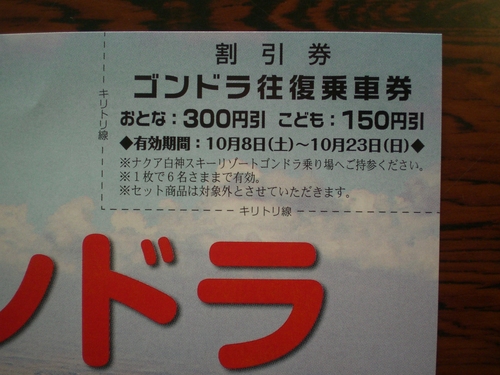 割引券
ゴンドラ往復乗車券
おとな：300円引 こども：150円引
◆有効期間：10月8日(土)～10月23日(日)◆
※ナクア白神スキーリゾートゴンドラ乗り場へご持参ください。
※1枚で6名さままで有効。
※セット商品は対象外とさせていただきます。
キリトリ線
キリトリ線
ンドラ